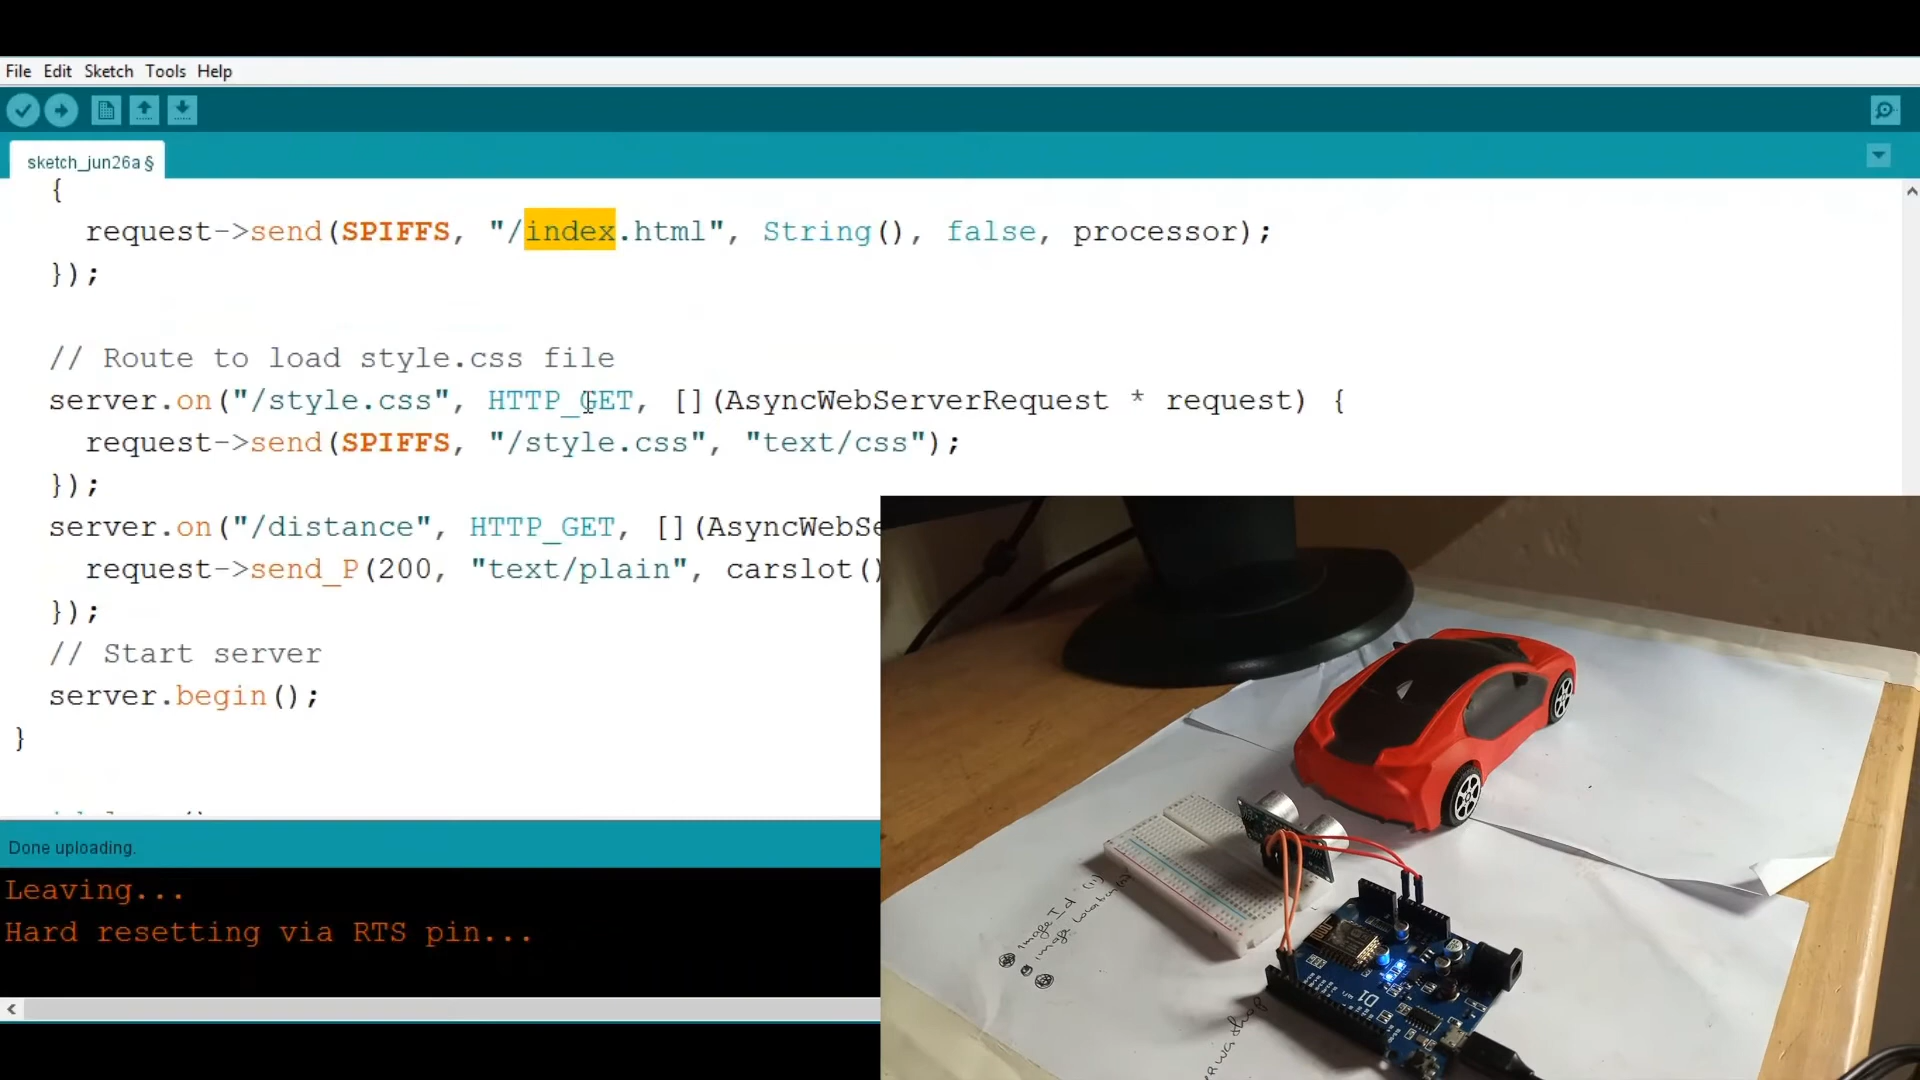 File Edit Sketch Tools Help
sketch_jun26a §
{
request->send(SPIFFS, "/index.html", String(), false, processor);
});
// Route to load style.css file
server.on("/style.css", HTTP_GET, [](AsyncWebServerRequest * request) {
request->send(SPIFFS, "/style.css", "text/css");
});
server.on("/distance", HTTP_GET, [](AsyncWebSe
request->send_P(200, "text/plain", carslot()
});
// Start server
server.begin();
}
Done uploading.
Leaving...
Hard resetting via RTS pin...
image Id
D1